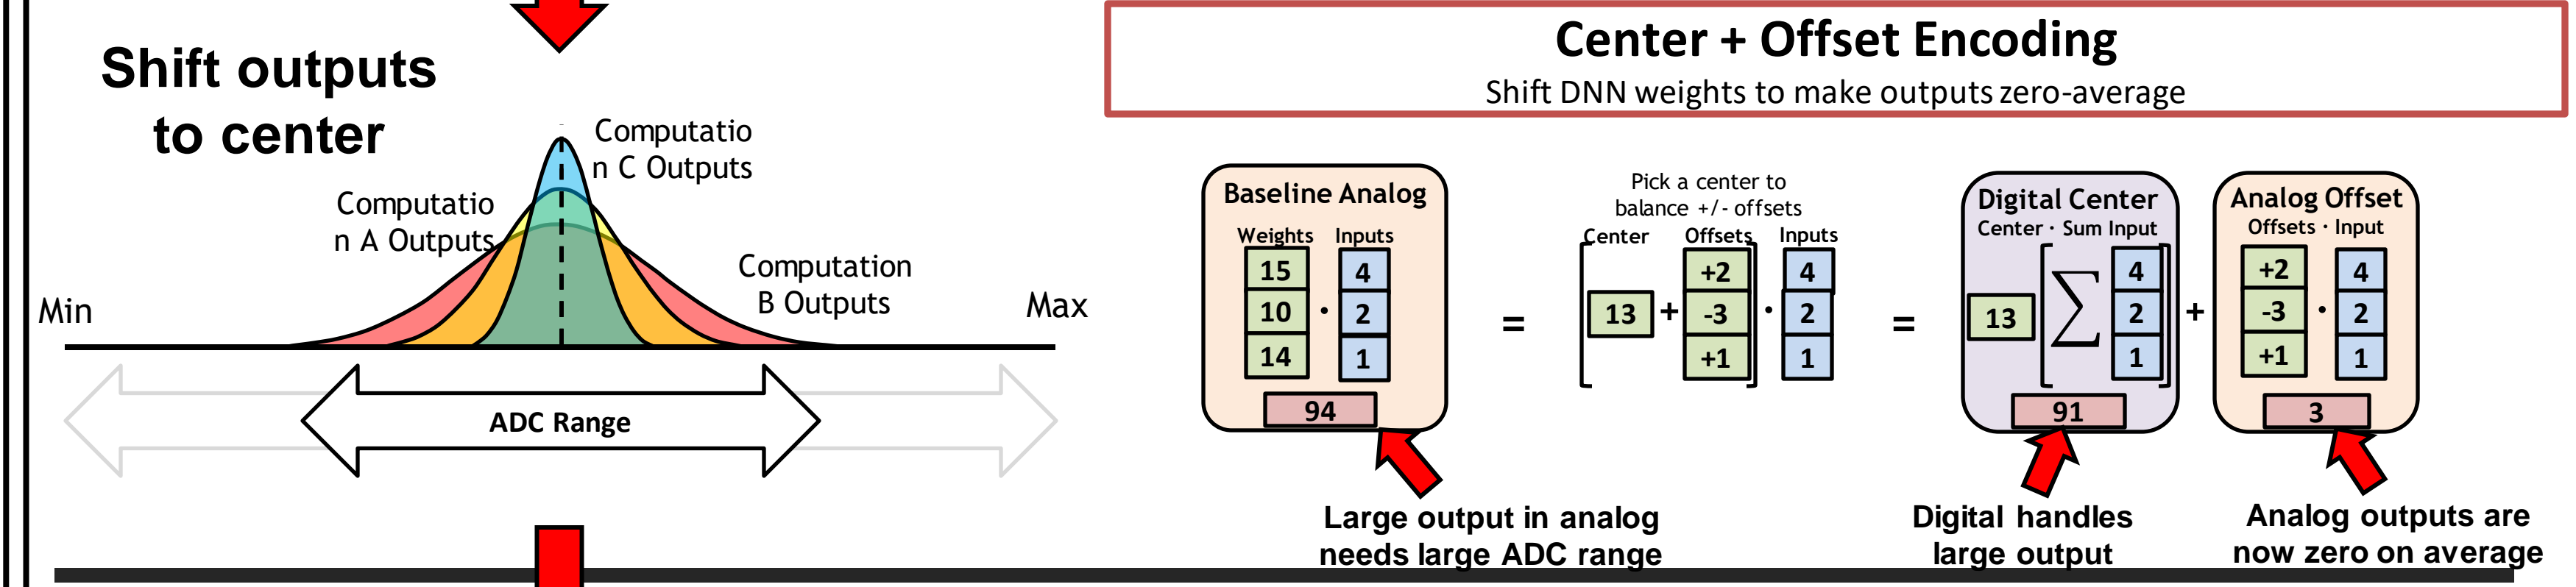 Shift outputs
to center
Computatio
n C Outputs
Computatio
n A Outputs
Computation
B Outputs
Min
Max
ADC Range
Center + Offset Encoding
Shift DNN weights to make outputs zero-average
Baseline Analog
Weights Inputs
15 4
10 · 2
14 1
94
=
Pick a center to
balance +/- offsets
Center Offsets Inputs
+2 4
13 + -3 · 2
+1 1
=
Digital Center
Center · Sum Input
4
13 [∑ 2]
1
91
+
Analog Offset
Offsets · Input
+2 4
-3 · 2
+1 1
3
Large output in analog
needs large ADC range
Digital handles
large output
Analog outputs are
now zero on average